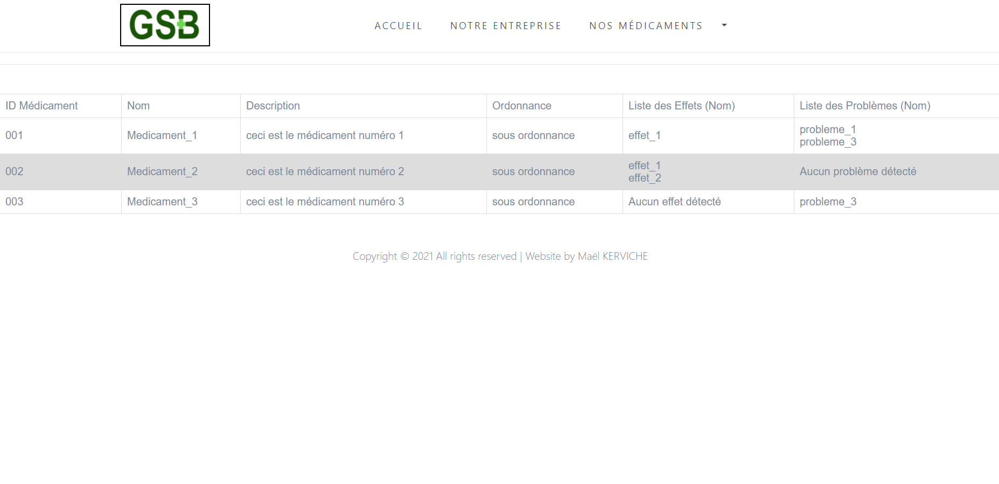 GSB
ACCUEIL NOTRE ENTREPRISE NOS MÉDICAMENTS
ID Médicament Nom Description Ordonnance Liste des Effets (Nom) Liste des Problèmes (Nom)
001 Medicament_1 ceci est le médicament numéro 1 sous ordonnance effet_1 probleme_1
probleme_3
002 Medicament_2 ceci est le médicament numéro 2 sous ordonnance effet_1
effet_2 Aucun problème détecté
003 Medicament_3 ceci est le médicament numéro 3 sous ordonnance Aucun effet détecté probleme_3
Copyright © 2021 All rights reserved | Website by Maël KERVICHE